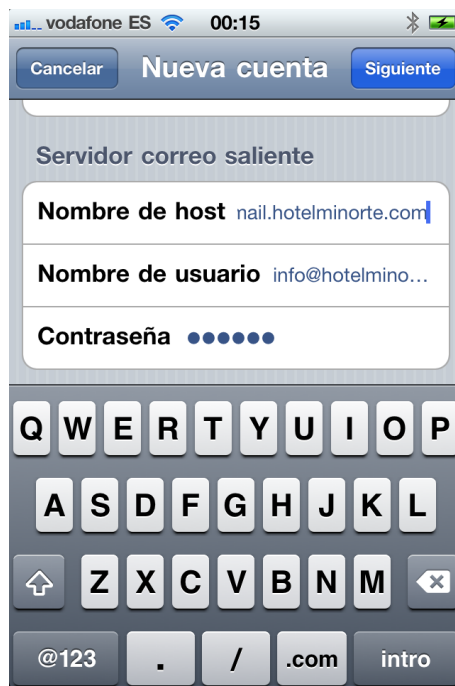 vodafone ES 00:15
Cancelar Nueva cuenta Siguiente
Servidor correo saliente
Nombre de host nail.hotelminorte.com
Nombre de usuario info@hotelmino...
Contraseña ●●●●●●
Q W E R T Y U I O P
A S D F G H J K L
Z X C V B N M
@123 . / .com intro